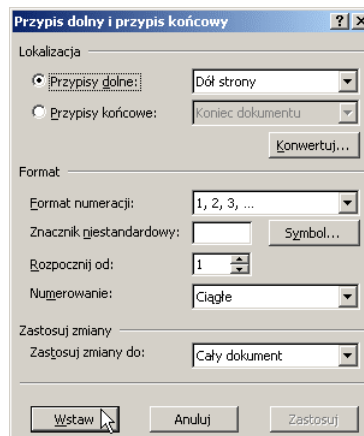 Przypis dolny i przypis końcowy
Lokalizacja
Przypisy dolne: Dół strony
Przypisy końcowe: Koniec dokumentu
Konwertuj...
Format
Format numeracji: 1, 2, 3, ...
Znacznik niestandardowy: Symbol...
Rozpocznij od: 1
Numerowanie: Ciągłe
Zastosuj zmiany
Zastosuj zmiany do: Cały dokument
Wstaw Anuluj Zastosuj